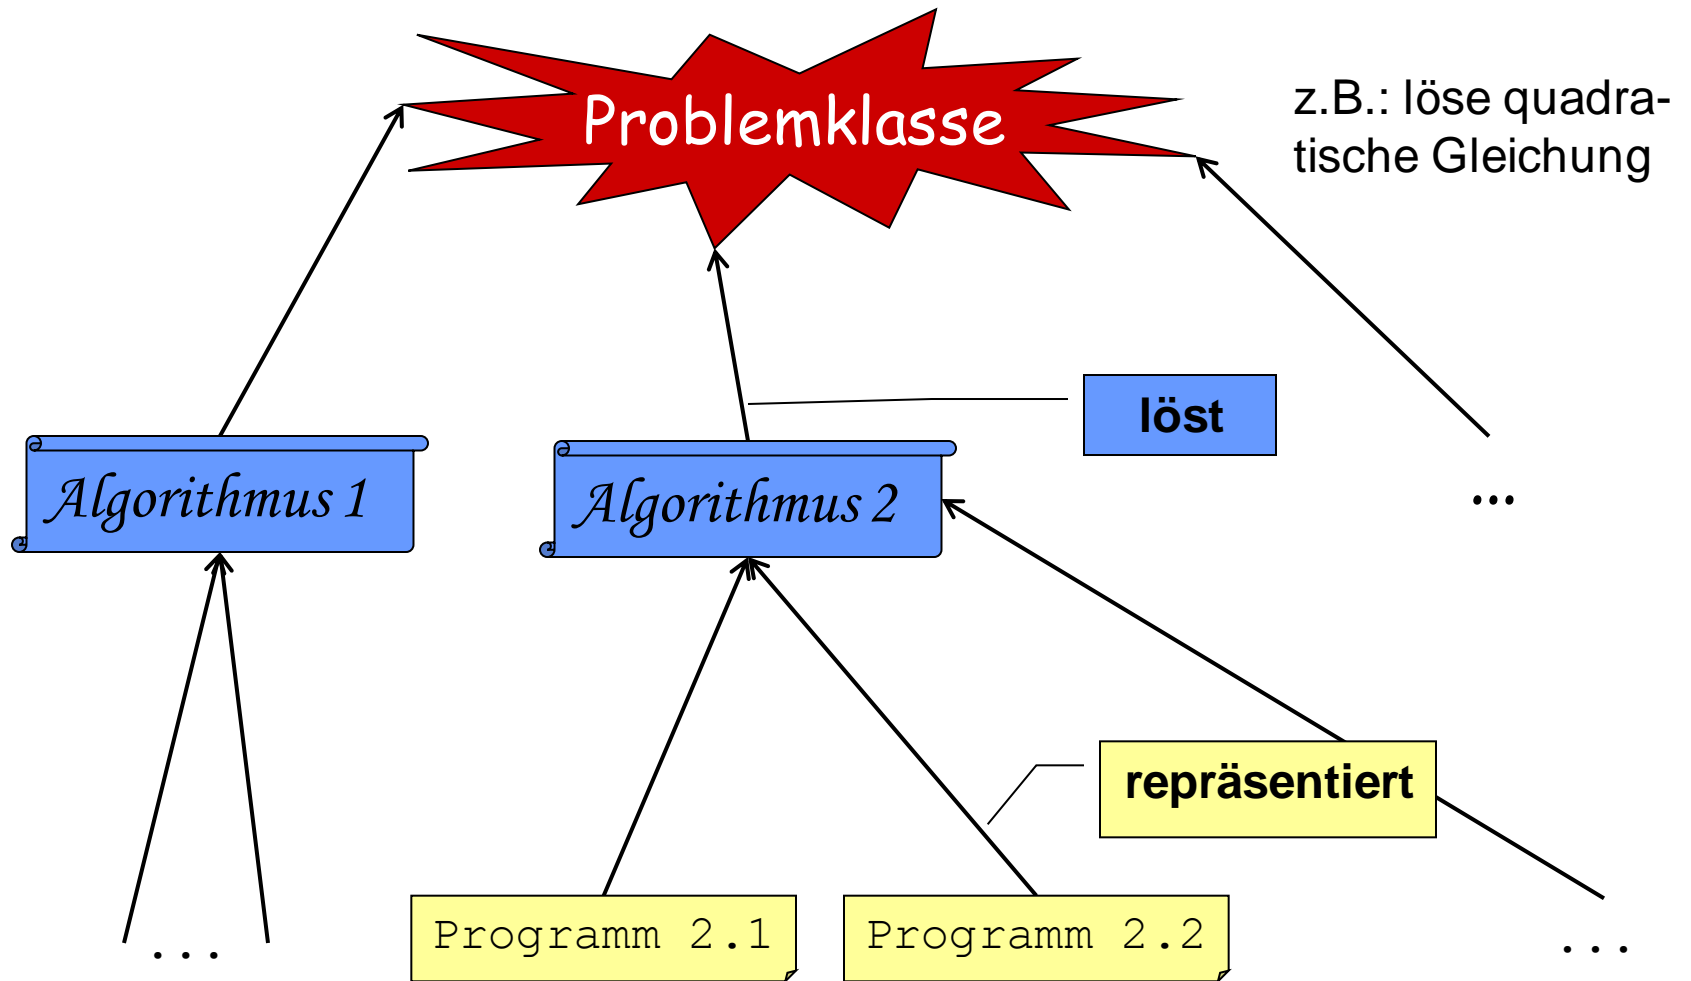 Problemklasse
z.B.: löse quadra-
tische Gleichung
löst
Algorithmus 1
Algorithmus 2
...
repräsentiert
...
Programm 2.1
Programm 2.2
...